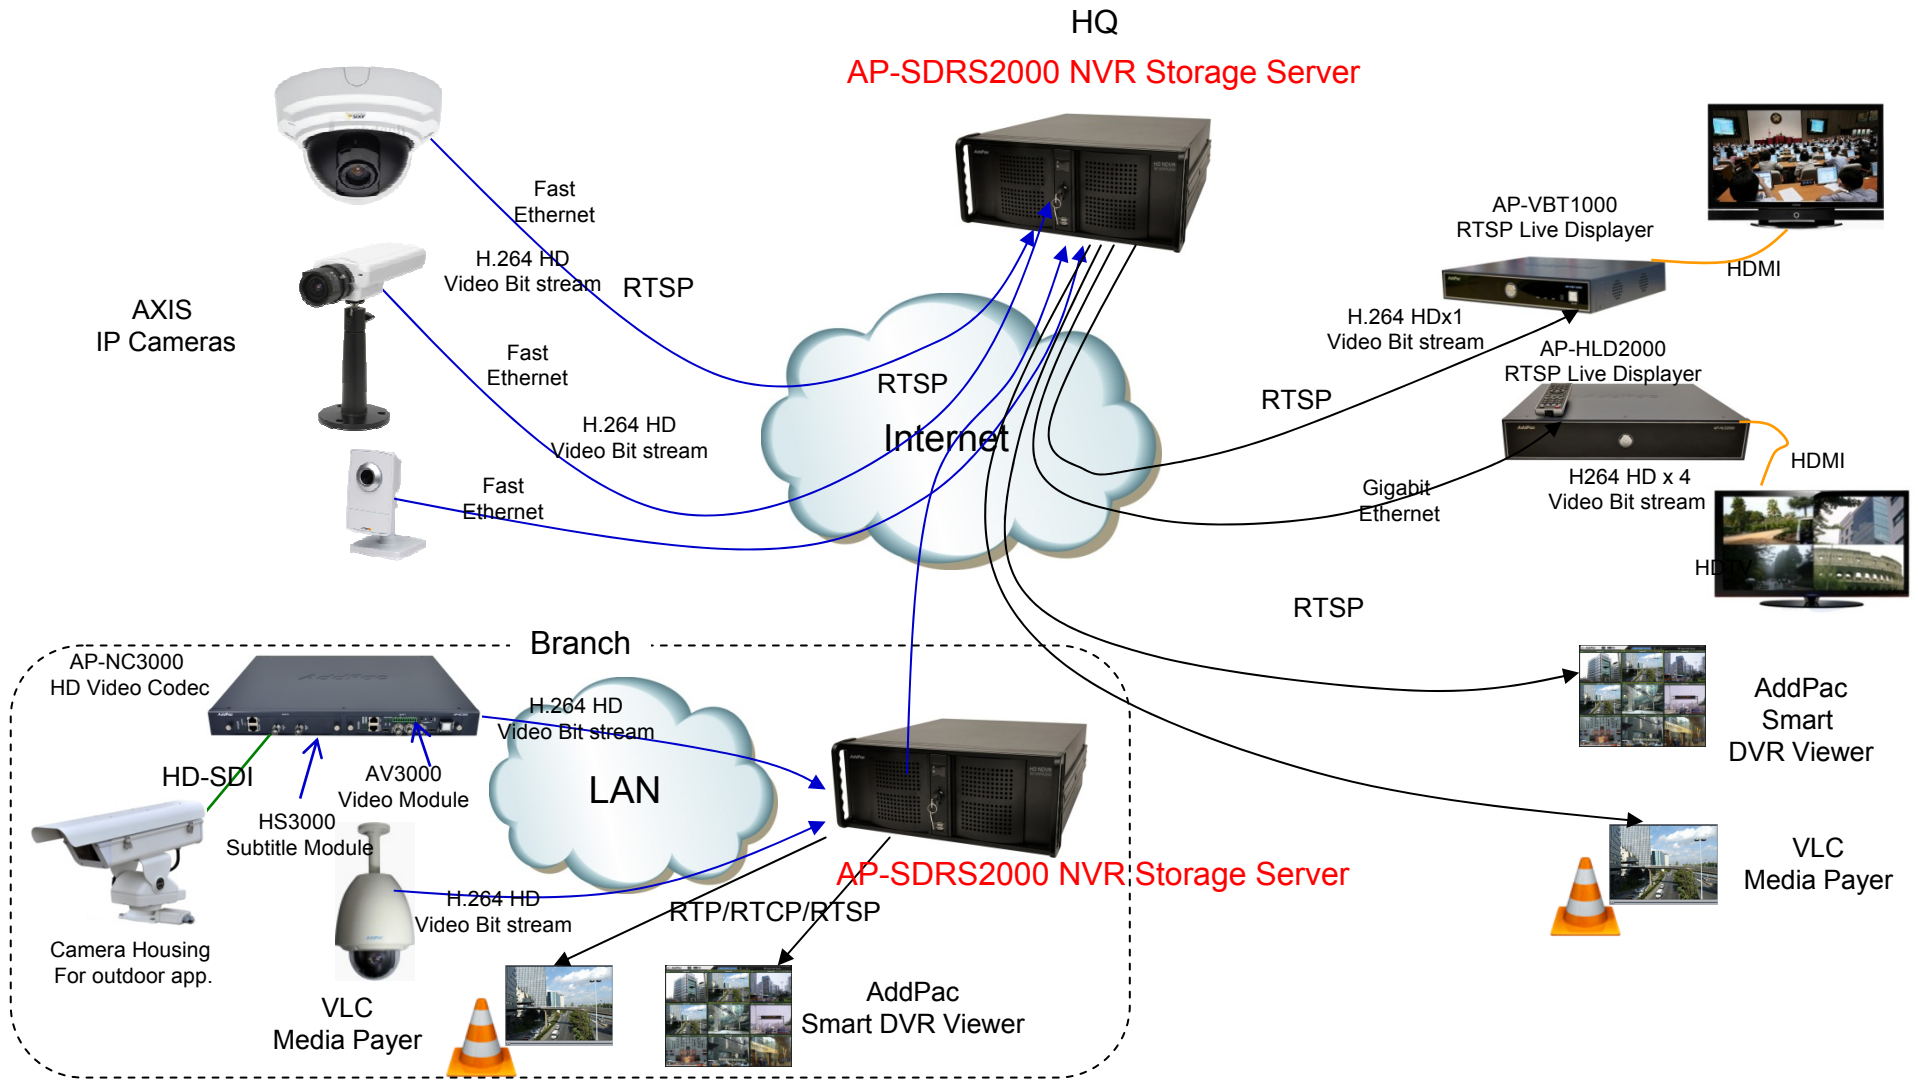 HQ
AP-SDRS2000 NVR Storage Server
Fast
Ethernet
H.264 HD
Video Bit stream
RTSP
AXIS
IP Cameras
Fast
Ethernet
H.264 HD
Video Bit stream
Fast
Ethernet
RTSP
Internet
AP-VBT1000
RTSP Live Displayer
HDMI
H.264 HDx1
Video Bit stream
AP-HLD2000
RTSP Live Displayer
RTSP
AddPac
HDMI
H264 HD x 4
Video Bit stream
Gigabit
Ethernet
HDTV
RTSP
AddPac
Smart
DVR Viewer
VLC
Media Payer
Branch
AP-NC3000
HD Video Codec
AddPac
H.264 HD
Video Bit stream
HD-SDI
AV3000
Video Module
HS3000
Subtitle Module
LAN
AP-SDRS2000 NVR Storage Server
H.264 HD
Video Bit stream
RTP/RTCP/RTSP
Camera Housing
For outdoor app.
VLC
Media Payer
AddPac
Smart DVR Viewer